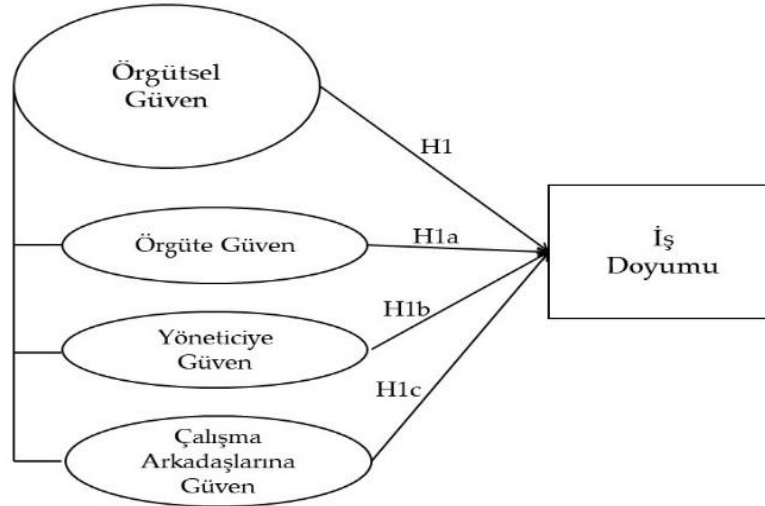 Örgütsel
Güven
H1
Örgüte Güven
H1a
İş
Doyumu
Yöneticiye
Güven
H1b
H1c
Çalışma
Arkadaşlarına
Güven